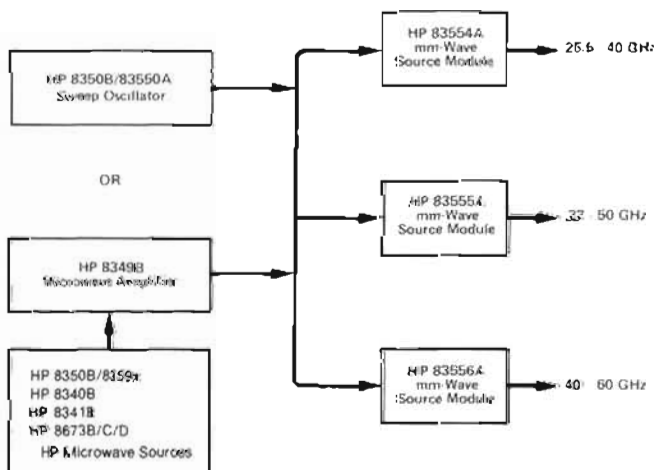 HP 8350B/83550A
Sweep Oscillator
OR
HP 8349B
Microwave Amplifier
HP 8350B/8359x
HP 8340B
HP 8341B
HP 8673B/C/D
HP Microwave Sources
HP 83554A
mm-Wave
Source Module
26.5 40 GHz
HP 83555A
mm-Wave
Source Module
33 50 GHz
HP 83556A
mm-Wave
Source Module
40 60 GHz